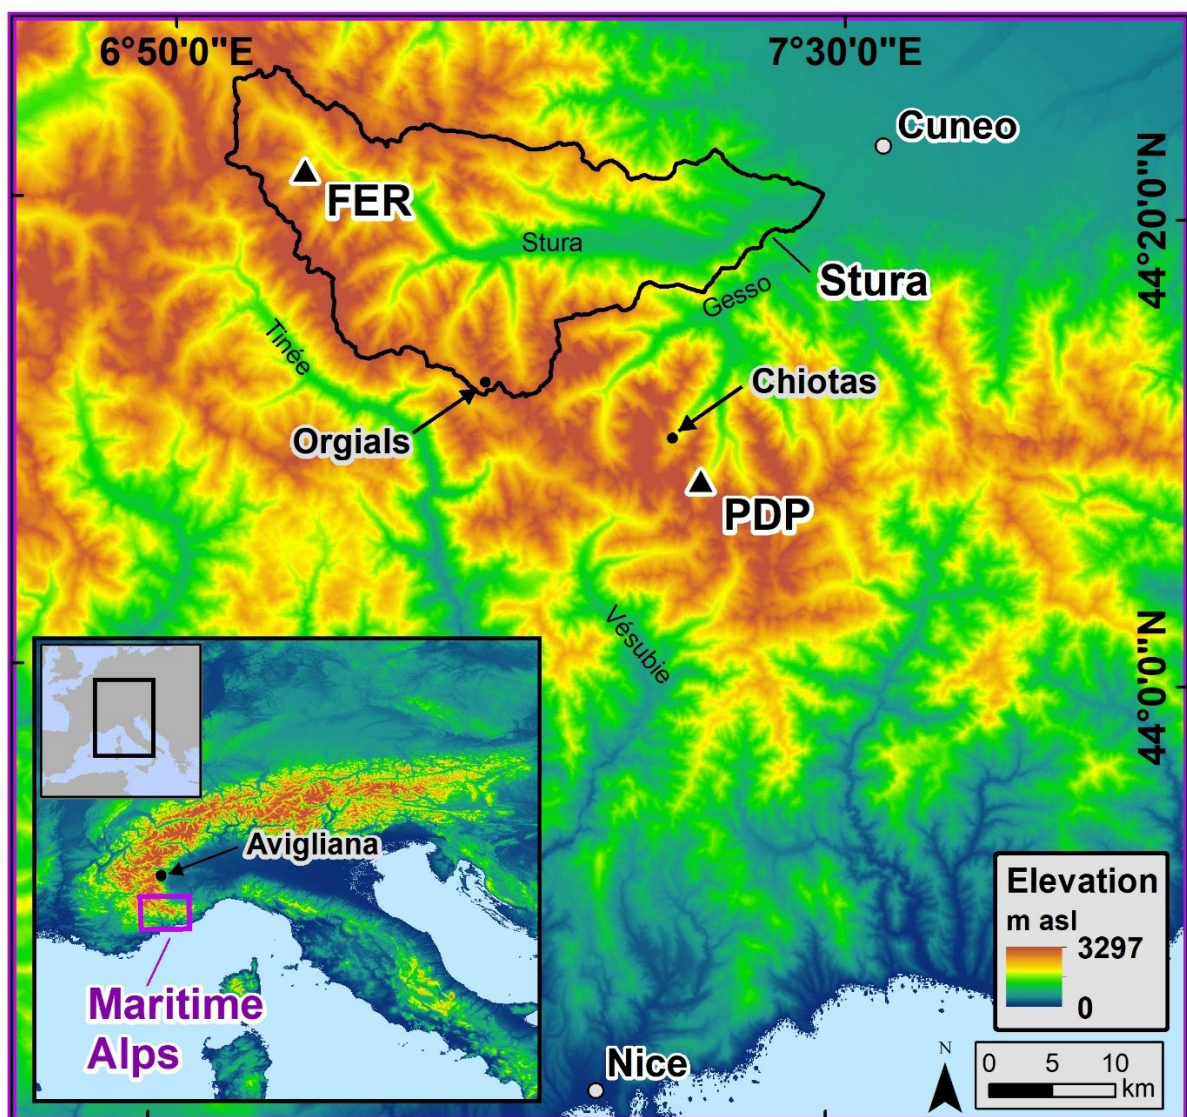 6°50'0"E
7°30'0"E
Cuneo
44°20'0"N
FER
Stura
Stura
Gesso
Tinée
Chiotas
Orgials
PDP
Vésubie
44°0'0"N
Avigliana
Maritime
Alps
Elevation
m asl
3297
0
Nice
N
0 5 10
km